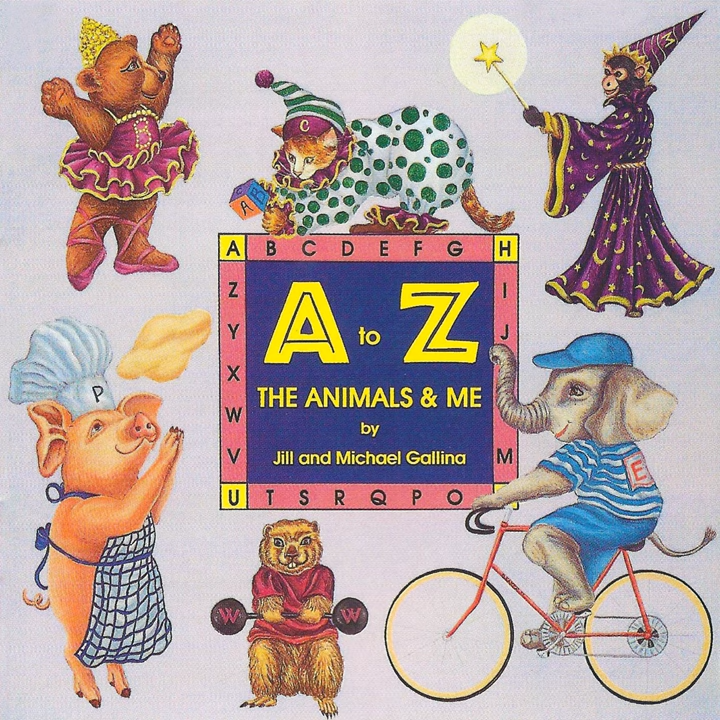 B
M
C
A B
A B C D E F G H
Z
Y
X
W
V
I
J
M
A to Z
THE ANIMALS & ME
by
Jill and Michael Gallina
U T S R Q P O
P
E
W W